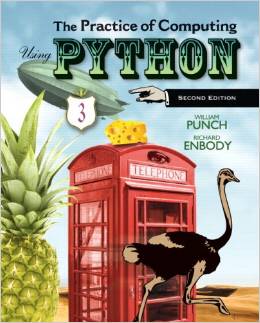 The Practice of Computing
Using
PYTHON
SECOND EDITION
3
WILLIAM
PUNCH
RICHARD
ENBODY
TELEPHONE
TELEPHONE